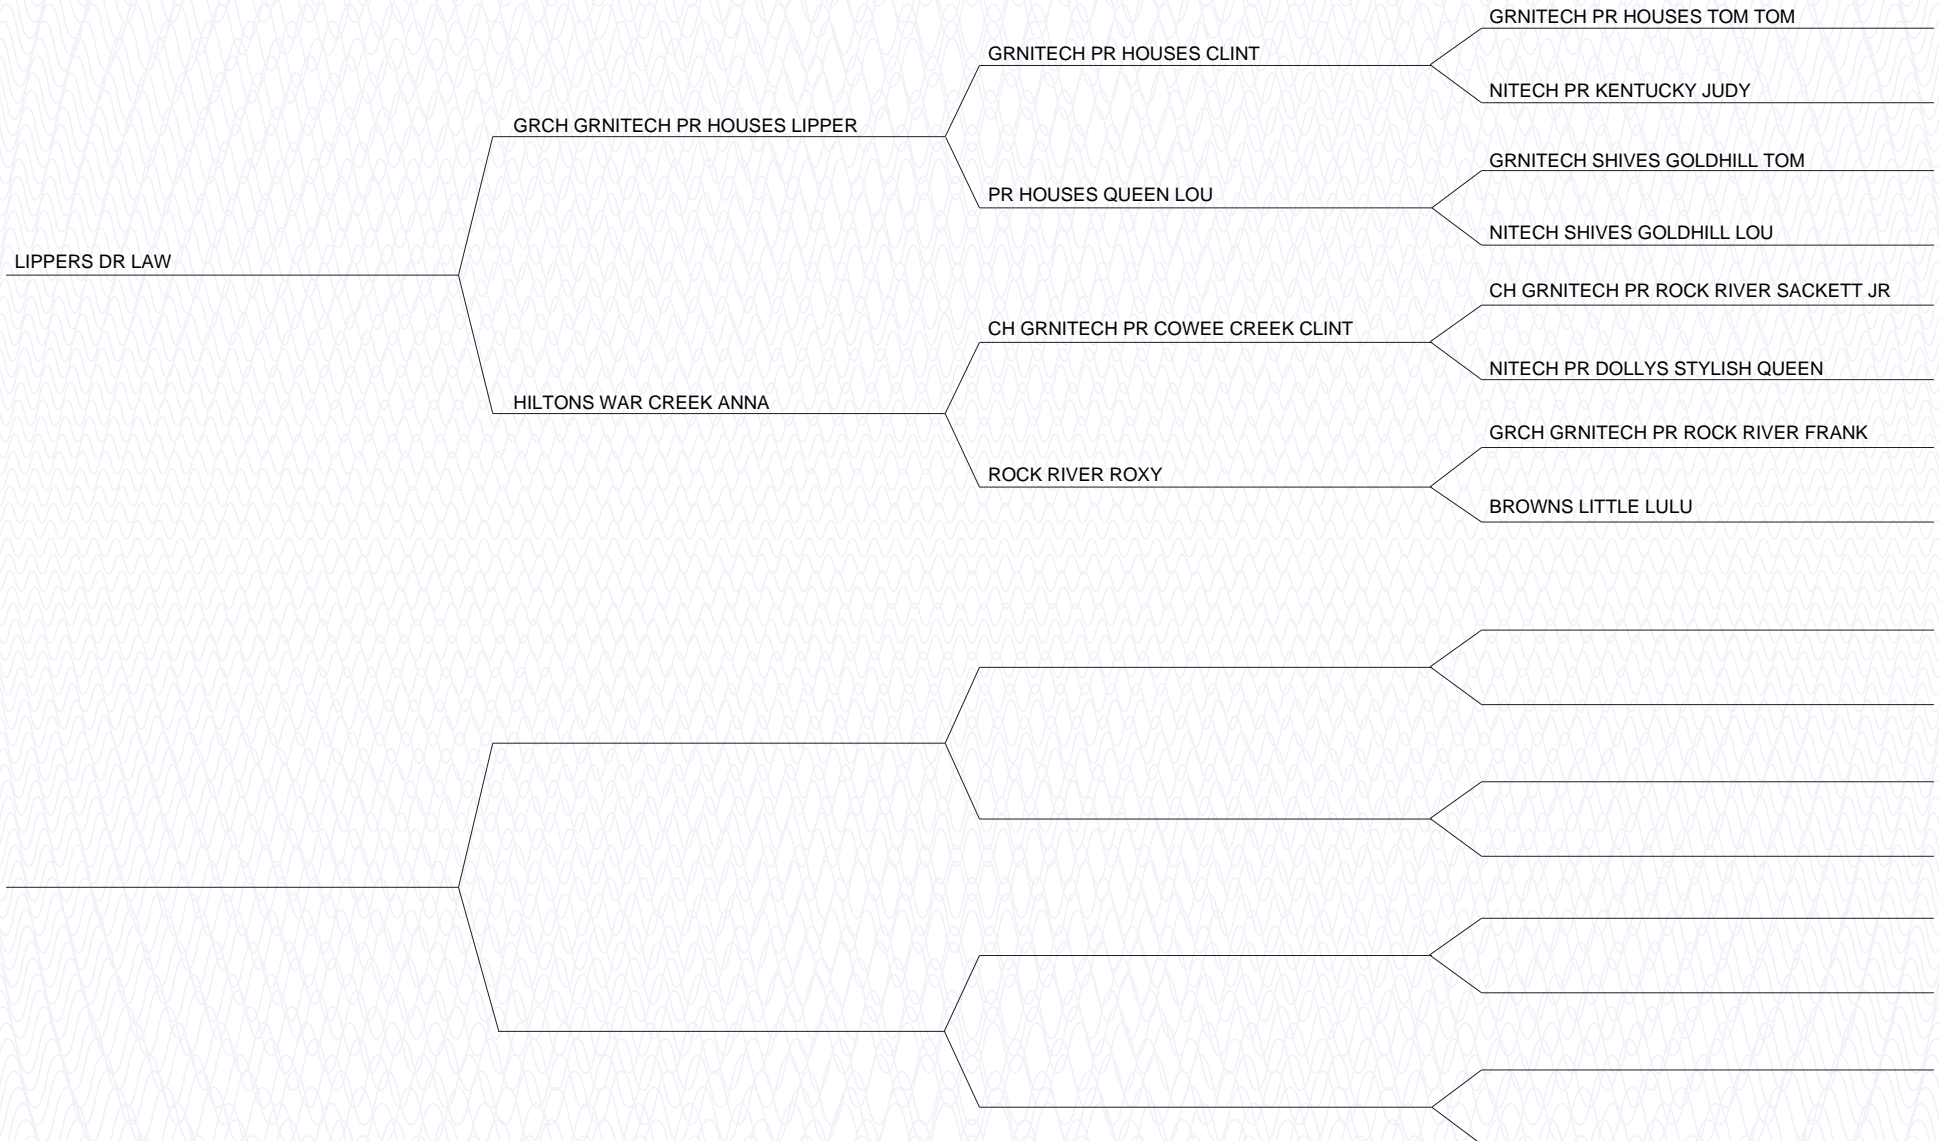 GRNITECH PR HOUSES TOM TOM
GRNITECH PR HOUSES CLINT
NITECH PR KENTUCKY JUDY
GRCH GRNITECH PR HOUSES LIPPER
GRNITECH SHIVES GOLDHILL TOM
PR HOUSES QUEEN LOU
NITECH SHIVES GOLDHILL LOU
LIPPERS DR LAW
CH GRNITECH PR ROCK RIVER SACKETT JR
CH GRNITECH PR COWEE CREEK CLINT
NITECH PR DOLLYS STYLISH QUEEN
HILTONS WAR CREEK ANNA
GRCH GRNITECH PR ROCK RIVER FRANK
ROCK RIVER ROXY
BROWNS LITTLE LULU